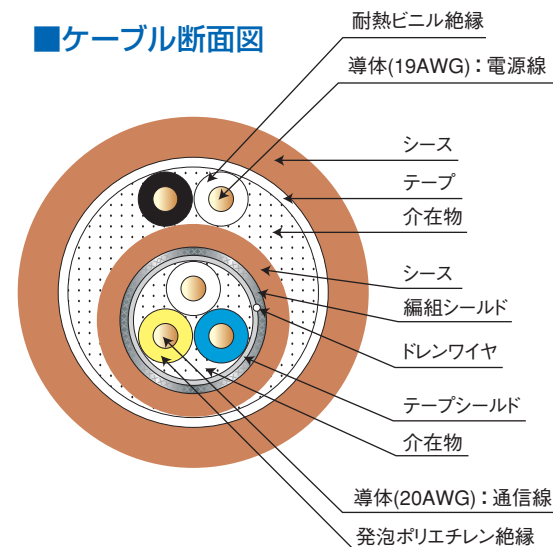 ■ケーブル断面図
耐熱ビニル絶縁
導体(19AWG)：電源線
シース
テープ
介在物
シース
編組シールド
ドレンワイヤ
テープシールド
介在物
導体(20AWG)：通信線
発泡ポリエチレン絶縁